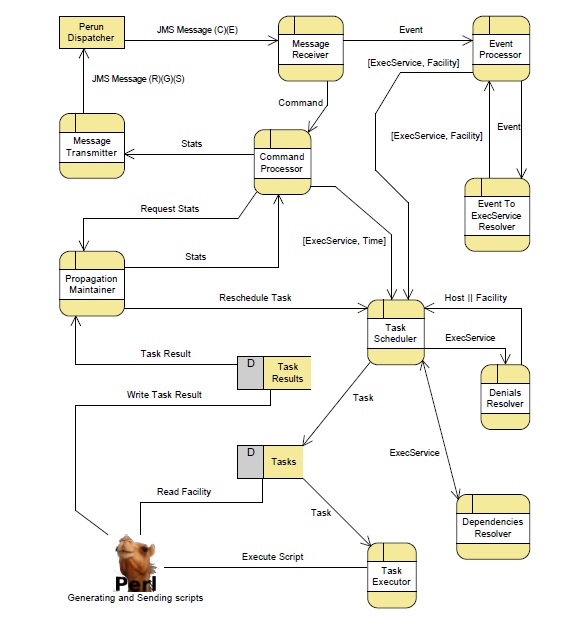 Perun
Dispatcher
JMS Message (C)(E)
Message
Receiver
Event
Event
Processor
[ExecService, Facility]
JMS Message (R)(G)(S)
Command
Message
Transmitter
Stats
Command
Processor
[ExecService, Facility]
Event
Event To
ExecService
Resolver
Request Stats
[ExecService, Time]
Stats
Propagation
Maintainer
Reschedule Task
Host || Facility
Task
Scheduler
ExecService
Task Result
D
Task
Results
Denials
Resolver
Write Task Result
Task
D
Tasks
ExecService
Read Facility
Task
Dependencies
Resolver
Execute Script
Task
Executor
Perl
Generating and Sending scripts